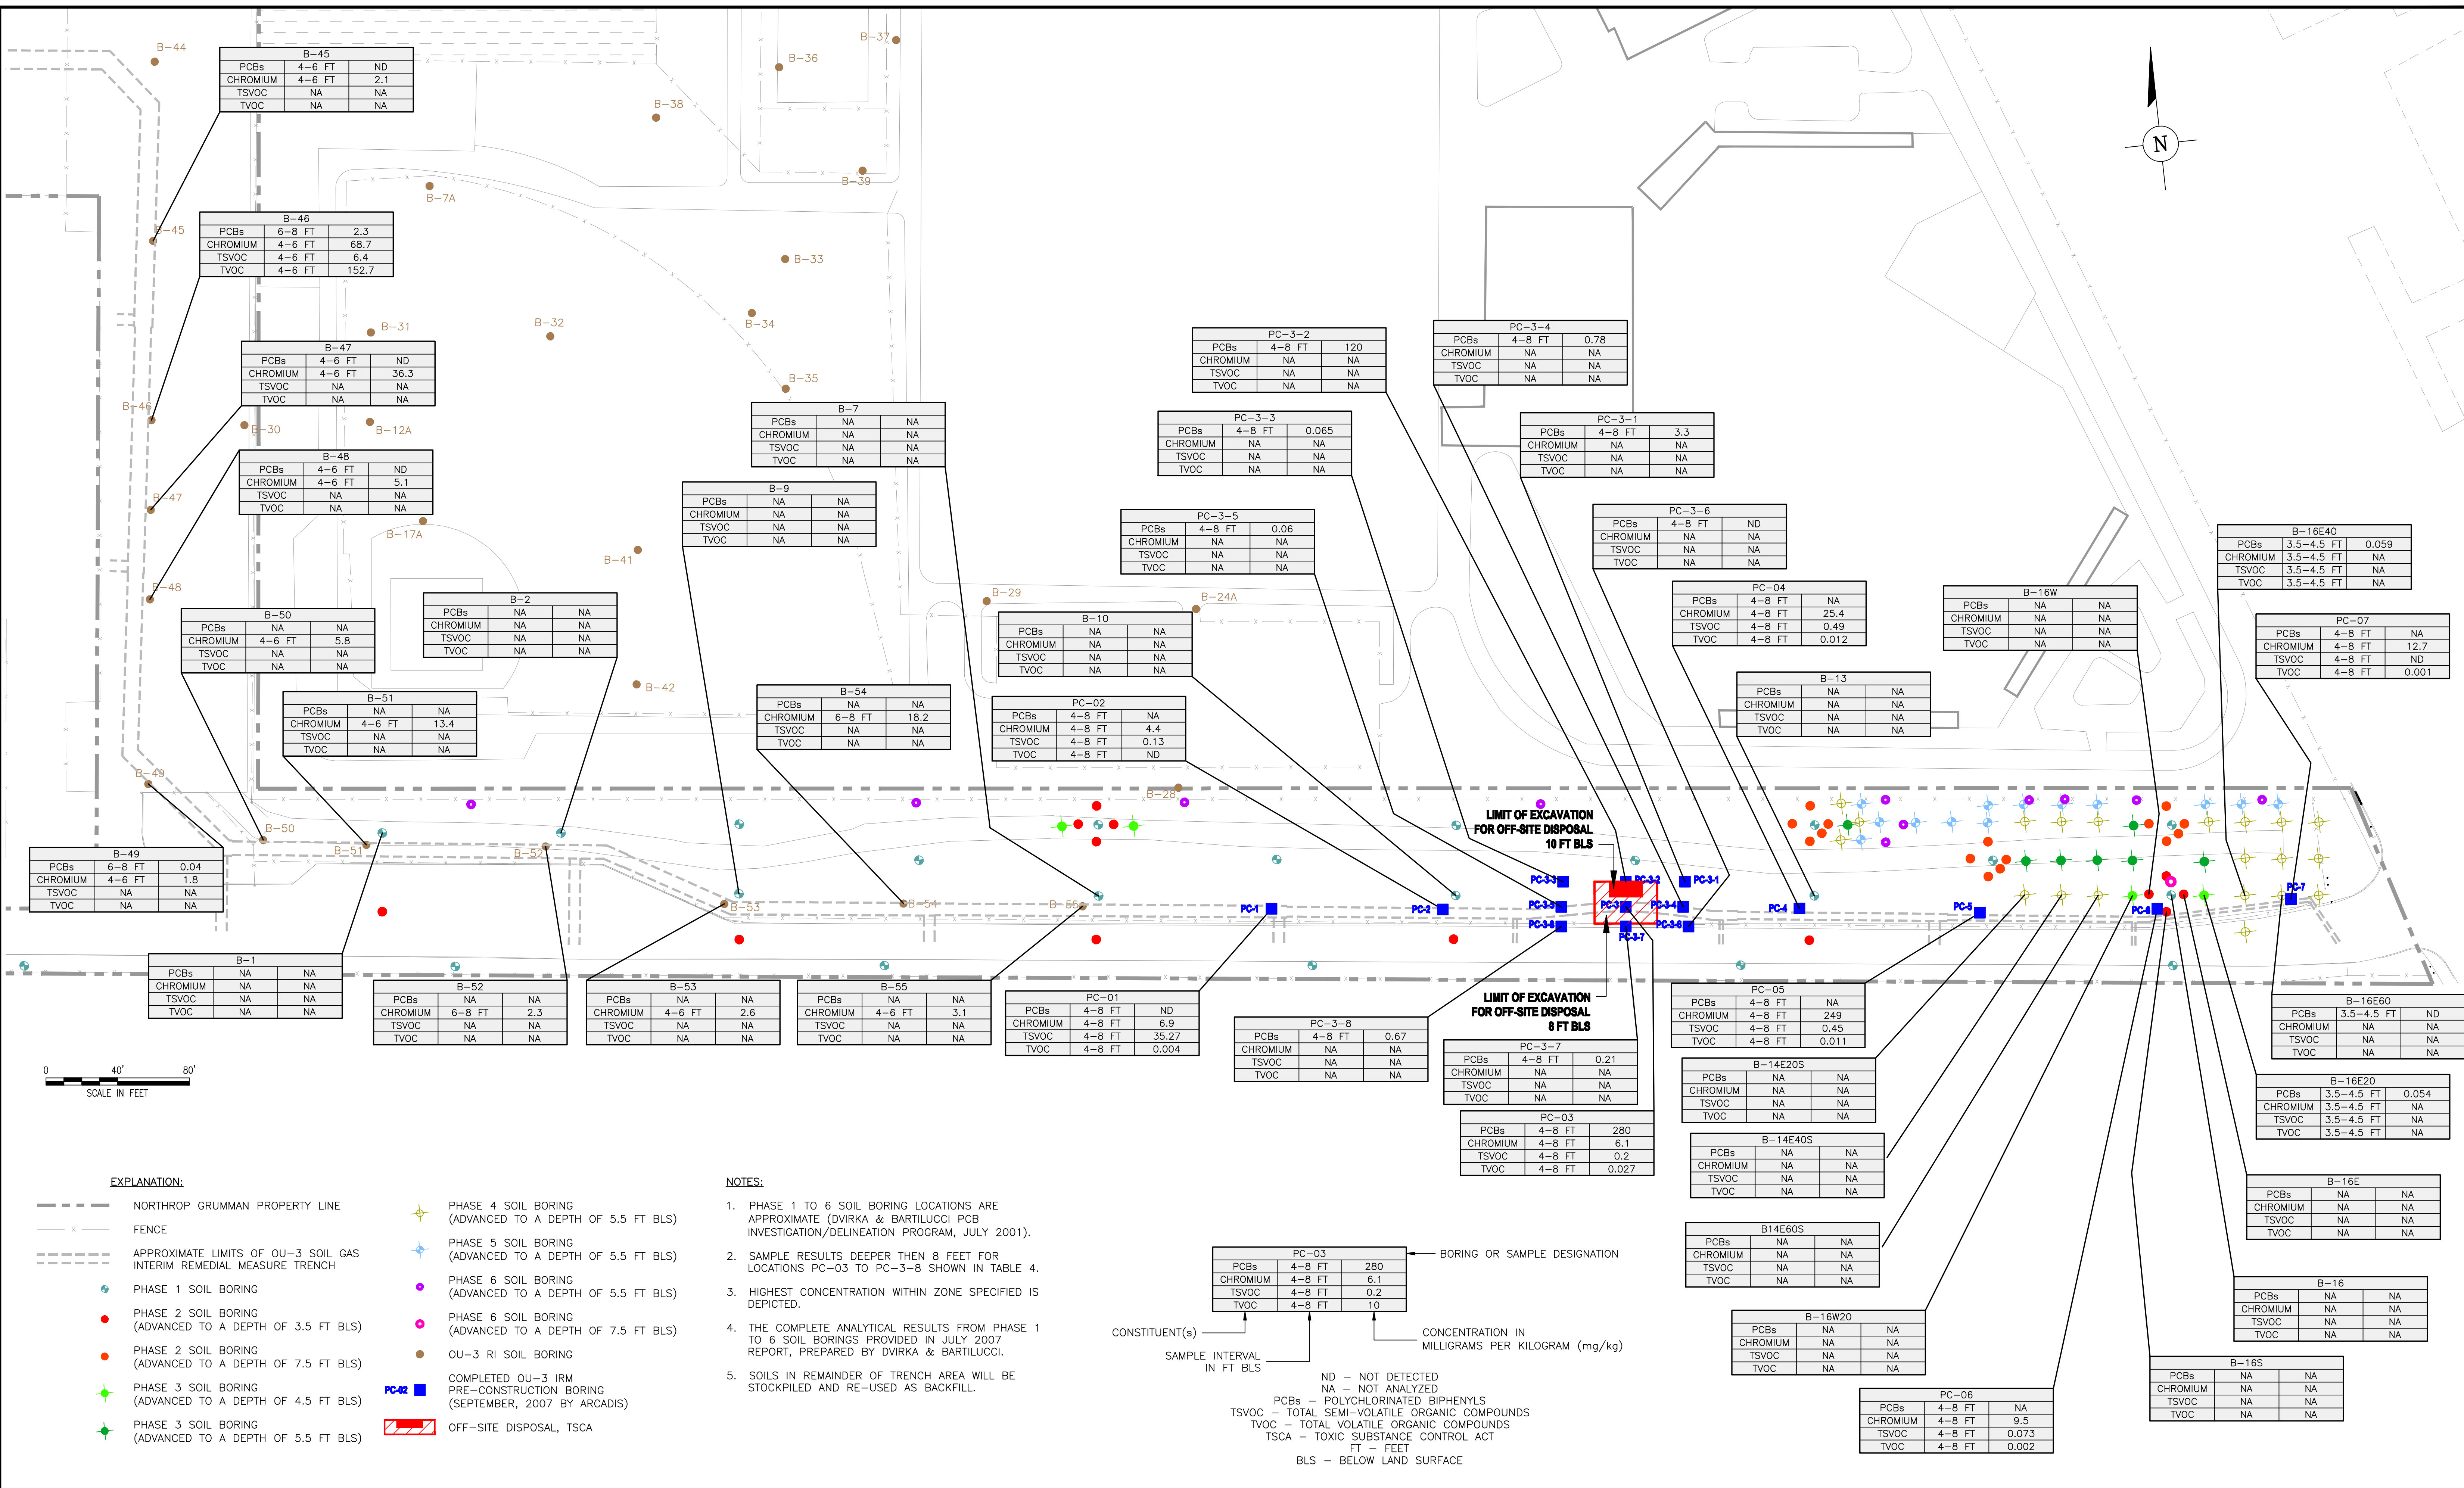 B-44
B-45
PCBs 4-6 FT ND
CHROMIUM 4-6 FT 2.1
TSVOC NA NA
TVOC NA NA
B-36
B-37
B-38
B-39
B-7A
N
B-45
B-46
PCBs 6-8 FT 2.3
CHROMIUM 4-6 FT 68.7
TSVOC 4-6 FT 6.4
TVOC 4-6 FT 152.7
B-33
B-34
B-31
B-32
B-35
B-47
PCBs 4-6 FT ND
CHROMIUM 4-6 FT 36.3
TSVOC NA NA
TVOC NA NA
PC-3-2
PCBs 4-8 FT 120
CHROMIUM NA NA
TSVOC NA NA
TVOC NA NA
PC-3-4
PCBs 4-8 FT 0.78
CHROMIUM NA NA
TSVOC NA NA
TVOC NA NA
B-46
B-30
B-12A
B-7
PCBs NA NA
CHROMIUM NA NA
TSVOC NA NA
TVOC NA NA
PC-3-3
PCBs 4-8 FT 0.065
CHROMIUM NA NA
TSVOC NA NA
TVOC NA NA
PC-3-1
PCBs 4-8 FT 3.3
CHROMIUM NA NA
TSVOC NA NA
TVOC NA NA
B-48
PCBs 4-6 FT ND
CHROMIUM 4-6 FT 5.1
TSVOC NA NA
TVOC NA NA
B-47
B-17A
B-41
B-9
PCBs NA NA
CHROMIUM NA NA
TSVOC NA NA
TVOC NA NA
PC-3-5
PCBs 4-8 FT 0.06
CHROMIUM NA NA
TSVOC NA NA
TVOC NA NA
PC-3-6
PCBs 4-8 FT ND
CHROMIUM NA NA
TSVOC NA NA
TVOC NA NA
B-16E40
PCBs 3.5-4.5 FT 0.059
CHROMIUM 3.5-4.5 FT NA
TSVOC 3.5-4.5 FT NA
TVOC 3.5-4.5 FT NA
B-48
B-29
B-24A
B-50
PCBs NA NA
CHROMIUM 4-6 FT 5.8
TSVOC NA NA
TVOC NA NA
B-2
PCBs NA NA
CHROMIUM NA NA
TSVOC NA NA
TVOC NA NA
B-10
PCBs NA NA
CHROMIUM NA NA
TSVOC NA NA
TVOC NA NA
PC-04
PCBs 4-8 FT NA
CHROMIUM 4-8 FT 25.4
TSVOC 4-8 FT 0.49
TVOC 4-8 FT 0.012
B-16W
PCBs NA NA
CHROMIUM NA NA
TSVOC NA NA
TVOC NA NA
PC-07
PCBs 4-8 FT NA
CHROMIUM 4-8 FT 12.7
TSVOC 4-8 FT ND
TVOC 4-8 FT 0.001
B-42
B-51
PCBs NA NA
CHROMIUM 4-6 FT 13.4
TSVOC NA NA
TVOC NA NA
B-54
PCBs NA NA
CHROMIUM 6-8 FT 18.2
TSVOC NA NA
TVOC NA NA
PC-02
PCBs 4-8 FT NA
CHROMIUM 4-8 FT 4.4
TSVOC 4-8 FT 0.13
TVOC 4-8 FT ND
B-13
PCBs NA NA
CHROMIUM NA NA
TSVOC NA NA
TVOC NA NA
B-49
B-28
B-50
B-51
B-52
B-53
B-54
B-55
LIMIT OF EXCAVATION
FOR OFF-SITE DISPOSAL
10 FT BLS
PC-3-3
PC-3-2
PC-3-1
PC-1
PC-2
PC-3-5
PC-3
PC-3-4
PC-4
PC-5
PC-6
PC-7
PC-3-8
PC-3-7
PC-3-6
B-49
PCBs 6-8 FT 0.04
CHROMIUM 4-6 FT 1.8
TSVOC NA NA
TVOC NA NA
B-1
PCBs NA NA
CHROMIUM NA NA
TSVOC NA NA
TVOC NA NA
B-52
PCBs NA NA
CHROMIUM 6-8 FT 2.3
TSVOC NA NA
TVOC NA NA
B-53
PCBs NA NA
CHROMIUM 4-6 FT 2.6
TSVOC NA NA
TVOC NA NA
B-55
PCBs NA NA
CHROMIUM 4-6 FT 3.1
TSVOC NA NA
TVOC NA NA
PC-01
PCBs 4-8 FT ND
CHROMIUM 4-8 FT 6.9
TSVOC 4-8 FT 35.27
TVOC 4-8 FT 0.004
LIMIT OF EXCAVATION
FOR OFF-SITE DISPOSAL
8 FT BLS
PC-3-8
PCBs 4-8 FT 0.67
CHROMIUM NA NA
TSVOC NA NA
TVOC NA NA
PC-3-7
PCBs 4-8 FT 0.21
CHROMIUM NA NA
TSVOC NA NA
TVOC NA NA
PC-03
PCBs 4-8 FT 280
CHROMIUM 4-8 FT 6.1
TSVOC 4-8 FT 0.2
TVOC 4-8 FT 0.027
PC-05
PCBs 4-8 FT NA
CHROMIUM 4-8 FT 249
TSVOC 4-8 FT 0.45
TVOC 4-8 FT 0.011
B-14E20S
PCBs NA NA
CHROMIUM NA NA
TSVOC NA NA
TVOC NA NA
B-14E40S
PCBs NA NA
CHROMIUM NA NA
TSVOC NA NA
TVOC NA NA
B14E60S
PCBs NA NA
CHROMIUM NA NA
TSVOC NA NA
TVOC NA NA
B-16W20
PCBs NA NA
CHROMIUM NA NA
TSVOC NA NA
TVOC NA NA
PC-06
PCBs 4-8 FT NA
CHROMIUM 4-8 FT 9.5
TSVOC 4-8 FT 0.073
TVOC 4-8 FT 0.002
B-16E60
PCBs 3.5-4.5 FT ND
CHROMIUM NA NA
TSVOC NA NA
TVOC NA NA
B-16E20
PCBs 3.5-4.5 FT 0.054
CHROMIUM 3.5-4.5 FT NA
TSVOC 3.5-4.5 FT NA
TVOC 3.5-4.5 FT NA
B-16E
PCBs NA NA
CHROMIUM NA NA
TSVOC NA NA
TVOC NA NA
B-16
PCBs NA NA
CHROMIUM NA NA
TSVOC NA NA
TVOC NA NA
B-16S
PCBs NA NA
CHROMIUM NA NA
TSVOC NA NA
TVOC NA NA
0 40' 80'
SCALE IN FEET
EXPLANATION:
NORTHROP GRUMMAN PROPERTY LINE
FENCE
APPROXIMATE LIMITS OF OU-3 SOIL GAS
INTERIM REMEDIAL MEASURE TRENCH
PHASE 1 SOIL BORING
PHASE 2 SOIL BORING
(ADVANCED TO A DEPTH OF 3.5 FT BLS)
PHASE 2 SOIL BORING
(ADVANCED TO A DEPTH OF 7.5 FT BLS)
PHASE 3 SOIL BORING
(ADVANCED TO A DEPTH OF 4.5 FT BLS)
PHASE 3 SOIL BORING
(ADVANCED TO A DEPTH OF 5.5 FT BLS)
PHASE 4 SOIL BORING
(ADVANCED TO A DEPTH OF 5.5 FT BLS)
PHASE 5 SOIL BORING
(ADVANCED TO A DEPTH OF 5.5 FT BLS)
PHASE 6 SOIL BORING
(ADVANCED TO A DEPTH OF 5.5 FT BLS)
PHASE 6 SOIL BORING
(ADVANCED TO A DEPTH OF 7.5 FT BLS)
OU-3 RI SOIL BORING
PC-02
COMPLETED OU-3 IRM
PRE-CONSTRUCTION BORING
(SEPTEMBER, 2007 BY ARCADIS)
OFF-SITE DISPOSAL, TSCA
NOTES:
1. PHASE 1 TO 6 SOIL BORING LOCATIONS ARE
APPROXIMATE (DVIRKA & BARTILUCCI PCB
INVESTIGATION/DELINEATION PROGRAM, JULY 2001).
2. SAMPLE RESULTS DEEPER THEN 8 FEET FOR
LOCATIONS PC-03 TO PC-3-8 SHOWN IN TABLE 4.
3. HIGHEST CONCENTRATION WITHIN ZONE SPECIFIED IS
DEPICTED.
4. THE COMPLETE ANALYTICAL RESULTS FROM PHASE 1
TO 6 SOIL BORINGS PROVIDED IN JULY 2007
REPORT, PREPARED BY DVIRKA & BARTILUCCI.
5. SOILS IN REMAINDER OF TRENCH AREA WILL BE
STOCKPILED AND RE-USED AS BACKFILL.
PC-03
PCBs 4-8 FT 280
CHROMIUM 4-8 FT 6.1
TSVOC 4-8 FT 0.2
TVOC 4-8 FT 10
BORING OR SAMPLE DESIGNATION
CONSTITUENT(s)
SAMPLE INTERVAL
IN FT BLS
CONCENTRATION IN
MILLIGRAMS PER KILOGRAM (mg/kg)
ND - NOT DETECTED
NA - NOT ANALYZED
PCBs - POLYCHLORINATED BIPHENYLS
TSVOC - TOTAL SEMI-VOLATILE ORGANIC COMPOUNDS
TVOC - TOTAL VOLATILE ORGANIC COMPOUNDS
TSCA - TOXIC SUBSTANCE CONTROL ACT
FT - FEET
BLS - BELOW LAND SURFACE